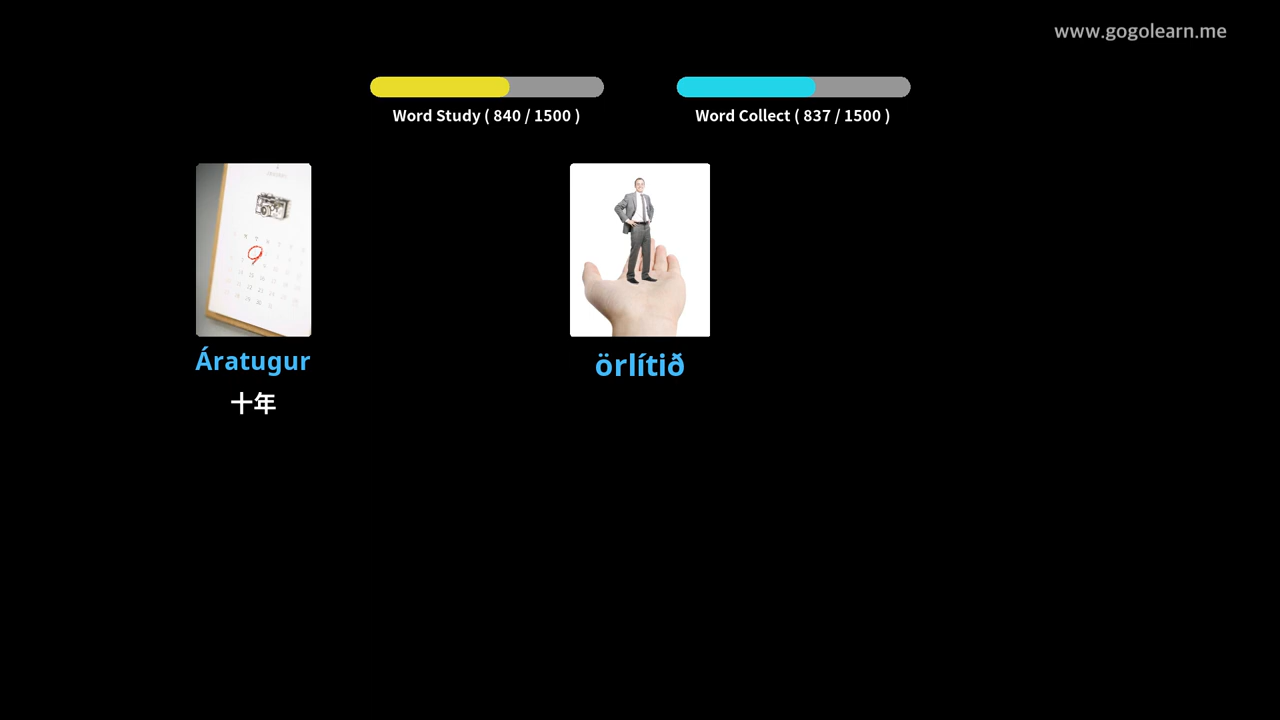 www.gogolearn.me
Word Study ( 840 / 1500 )
Word Collect ( 837 / 1500 )
Áratugur
örlítið
十年